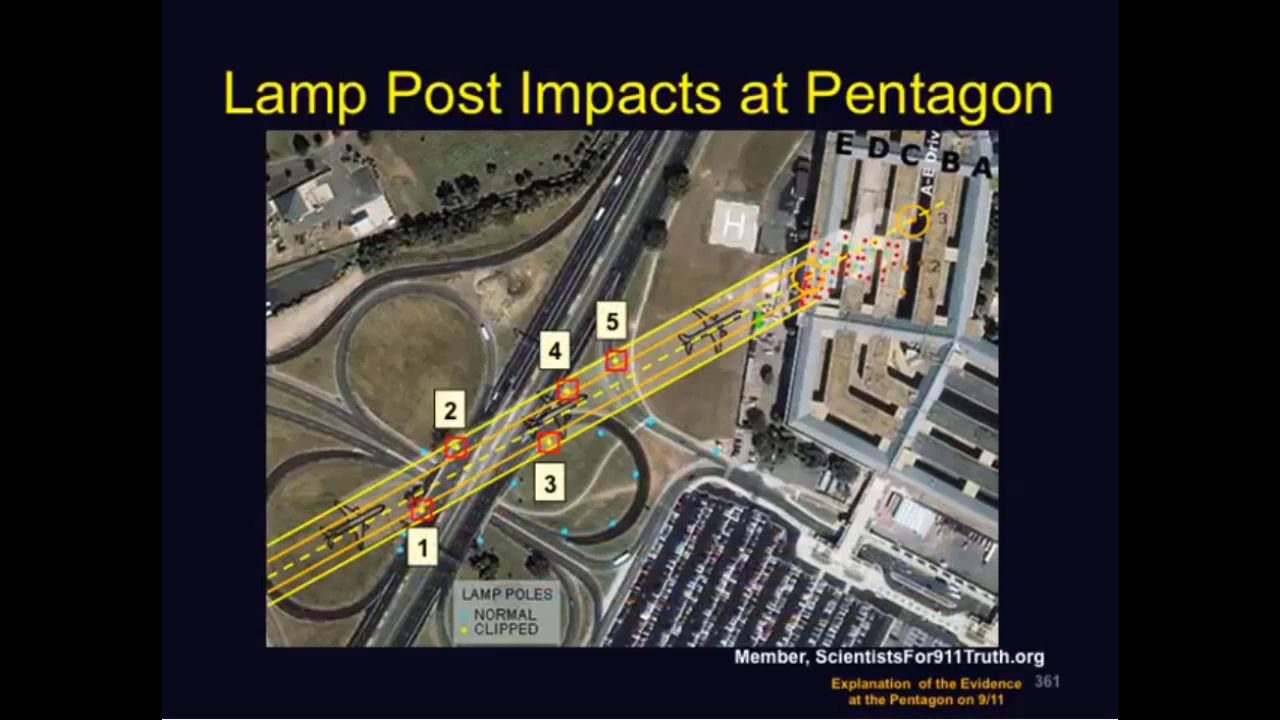 Lamp Post Impacts at Pentagon
E D C B A
A-E Drive
H
3
2
1
5
4
2
3
1
LAMP POLES
NORMAL
CLIPPED
Member, ScientistsFor911Truth.org
Explanation of the Evidence
at the Pentagon on 9/11
361